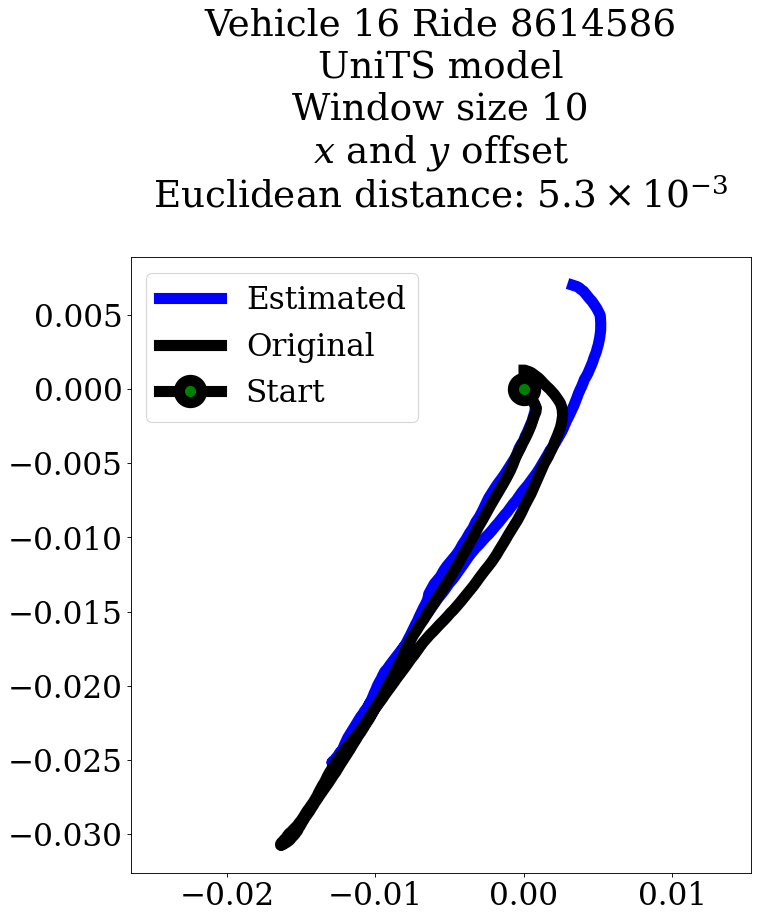 Vehicle 16 Ride 8614586
UniTS model
Window size 10
x and y offset
Euclidean distance: 5.3 × 10⁻³
Estimated
Original
Start
0.005
0.000
−0.005
−0.010
−0.015
−0.020
−0.025
−0.030
−0.02 −0.01 0.00 0.01